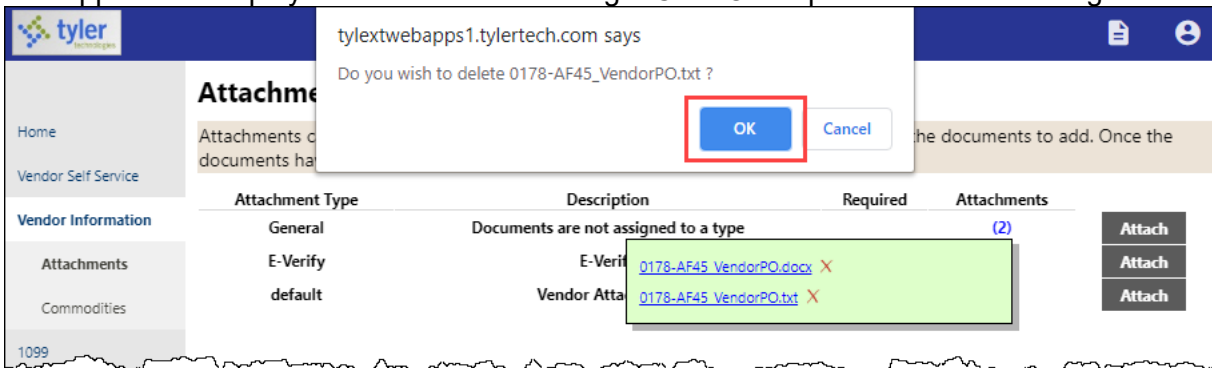 tyler
technologies
tylextwebapps1.tylertech.com says
Do you wish to delete 0178-AF45_VendorPO.txt ?
OK Cancel
Attachme
Attachments c he documents to add. Once the
documents ha
Home
Vendor Self Service
Vendor Information
Attachments
Commodities
1099
Attachment Type Description Required Attachments
General Documents are not assigned to a type (2) Attach
E-Verify E-Verif Attach
default Vendor Atta Attach
0178-AF45_VendorPO.docx X
0178-AF45_VendorPO.txt X